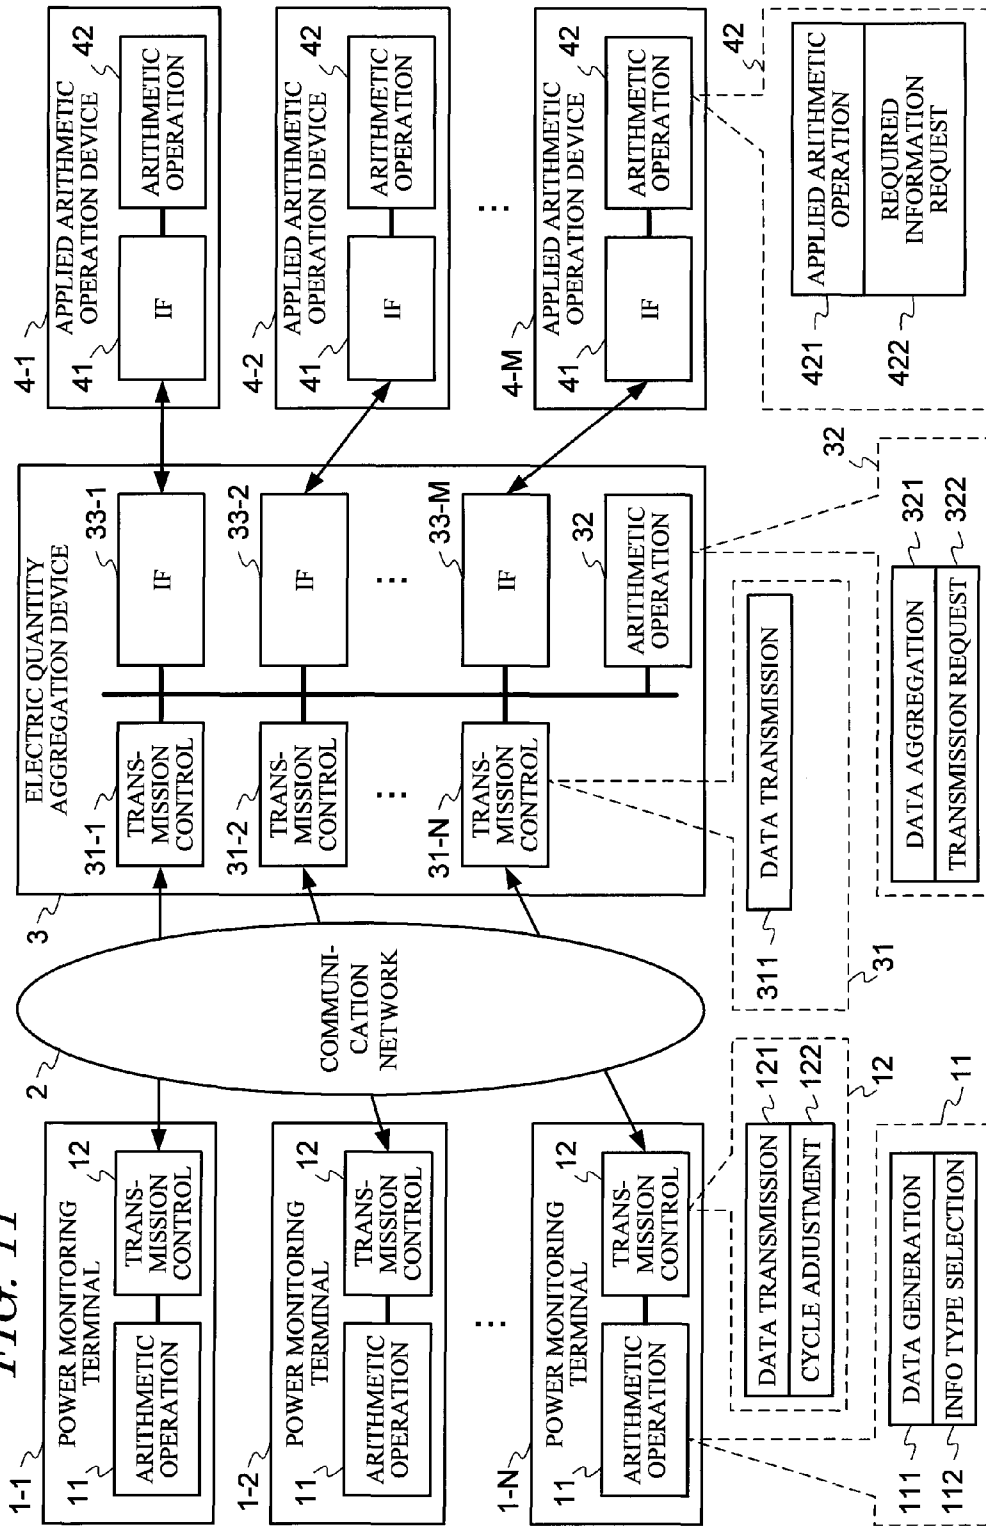 FIG. 11
1-1
POWER MONITORING
TERMINAL
11
ARITHMETIC
OPERATION
12
TRANS-
MISSION
CONTROL
1-2
POWER MONITORING
TERMINAL
11
ARITHMETIC
OPERATION
12
TRANS-
MISSION
CONTROL
...
1-N
POWER MONITORING
TERMINAL
11
ARITHMETIC
OPERATION
12
TRANS-
MISSION
CONTROL
DATA TRANSMISSION
121
CYCLE ADJUSTMENT
122
12
111
DATA GENERATION
112
INFO TYPE SELECTION
11
2
COMMUNI-
CATION
NETWORK
3
ELECTRIC QUANTITY
AGGREGATION DEVICE
31-1
TRANS-
MISSION
CONTROL
33-1
IF
31-2
TRANS-
MISSION
CONTROL
33-2
IF
...
...
31-N
TRANS-
MISSION
CONTROL
33-M
IF
32
ARITHMETIC
OPERATION
311
DATA TRANSMISSION
31
32
DATA AGGREGATION
321
TRANSMISSION REQUEST
322
4-1
APPLIED ARITHMETIC
OPERATION DEVICE
41
IF
42
ARITHMETIC
OPERATION
4-2
APPLIED ARITHMETIC
OPERATION DEVICE
41
IF
42
ARITHMETIC
OPERATION
...
4-M
APPLIED ARITHMETIC
OPERATION DEVICE
41
IF
42
ARITHMETIC
OPERATION
42
421
APPLIED ARITHMETIC
OPERATION
422
REQUIRED
INFORMATION
REQUEST